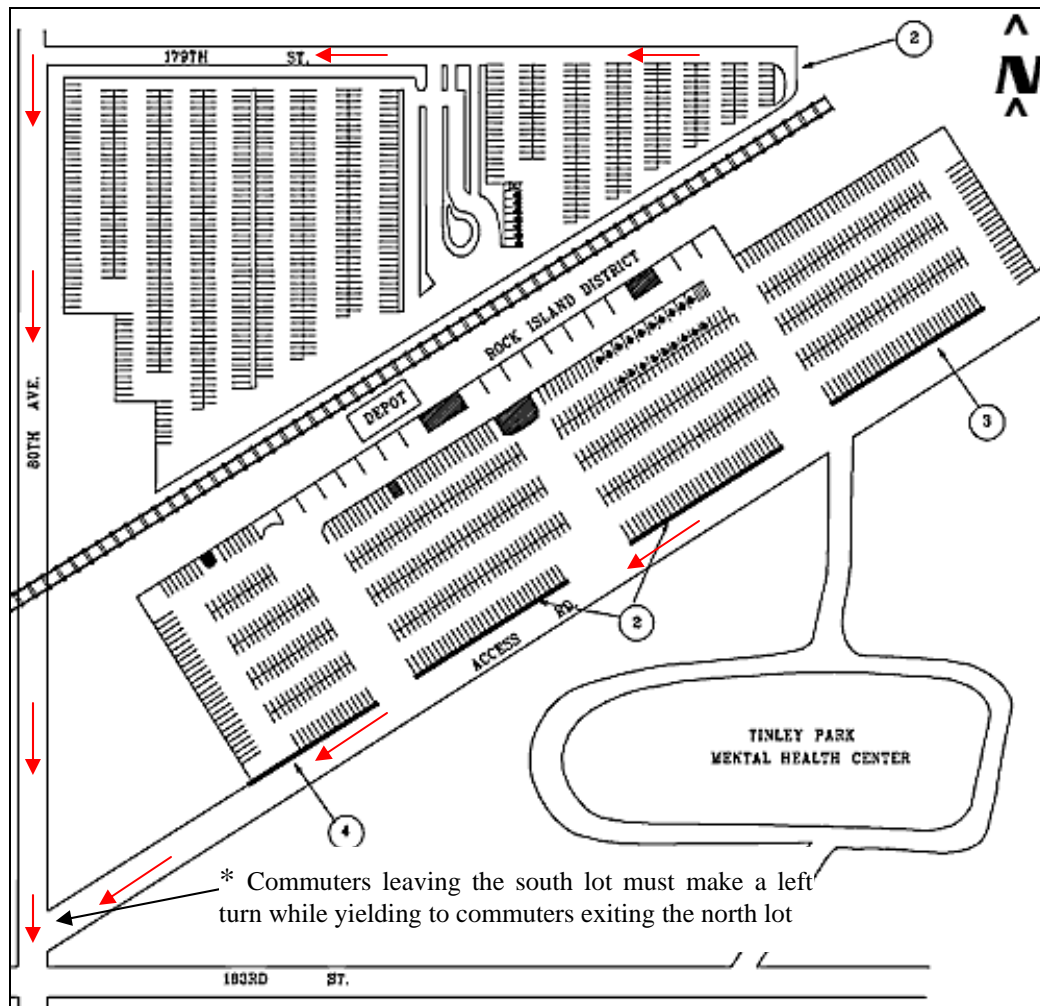 2
N
179TH ST.
80TH AVE.
ROCK ISLAND DISTRICT
DEPOT
3
2
ACCESS RD
TINLEY PARK
MENTAL HEALTH CENTER
4
* Commuters leaving the south lot must make a left
turn while yielding to commuters exiting the north lot
183RD ST.